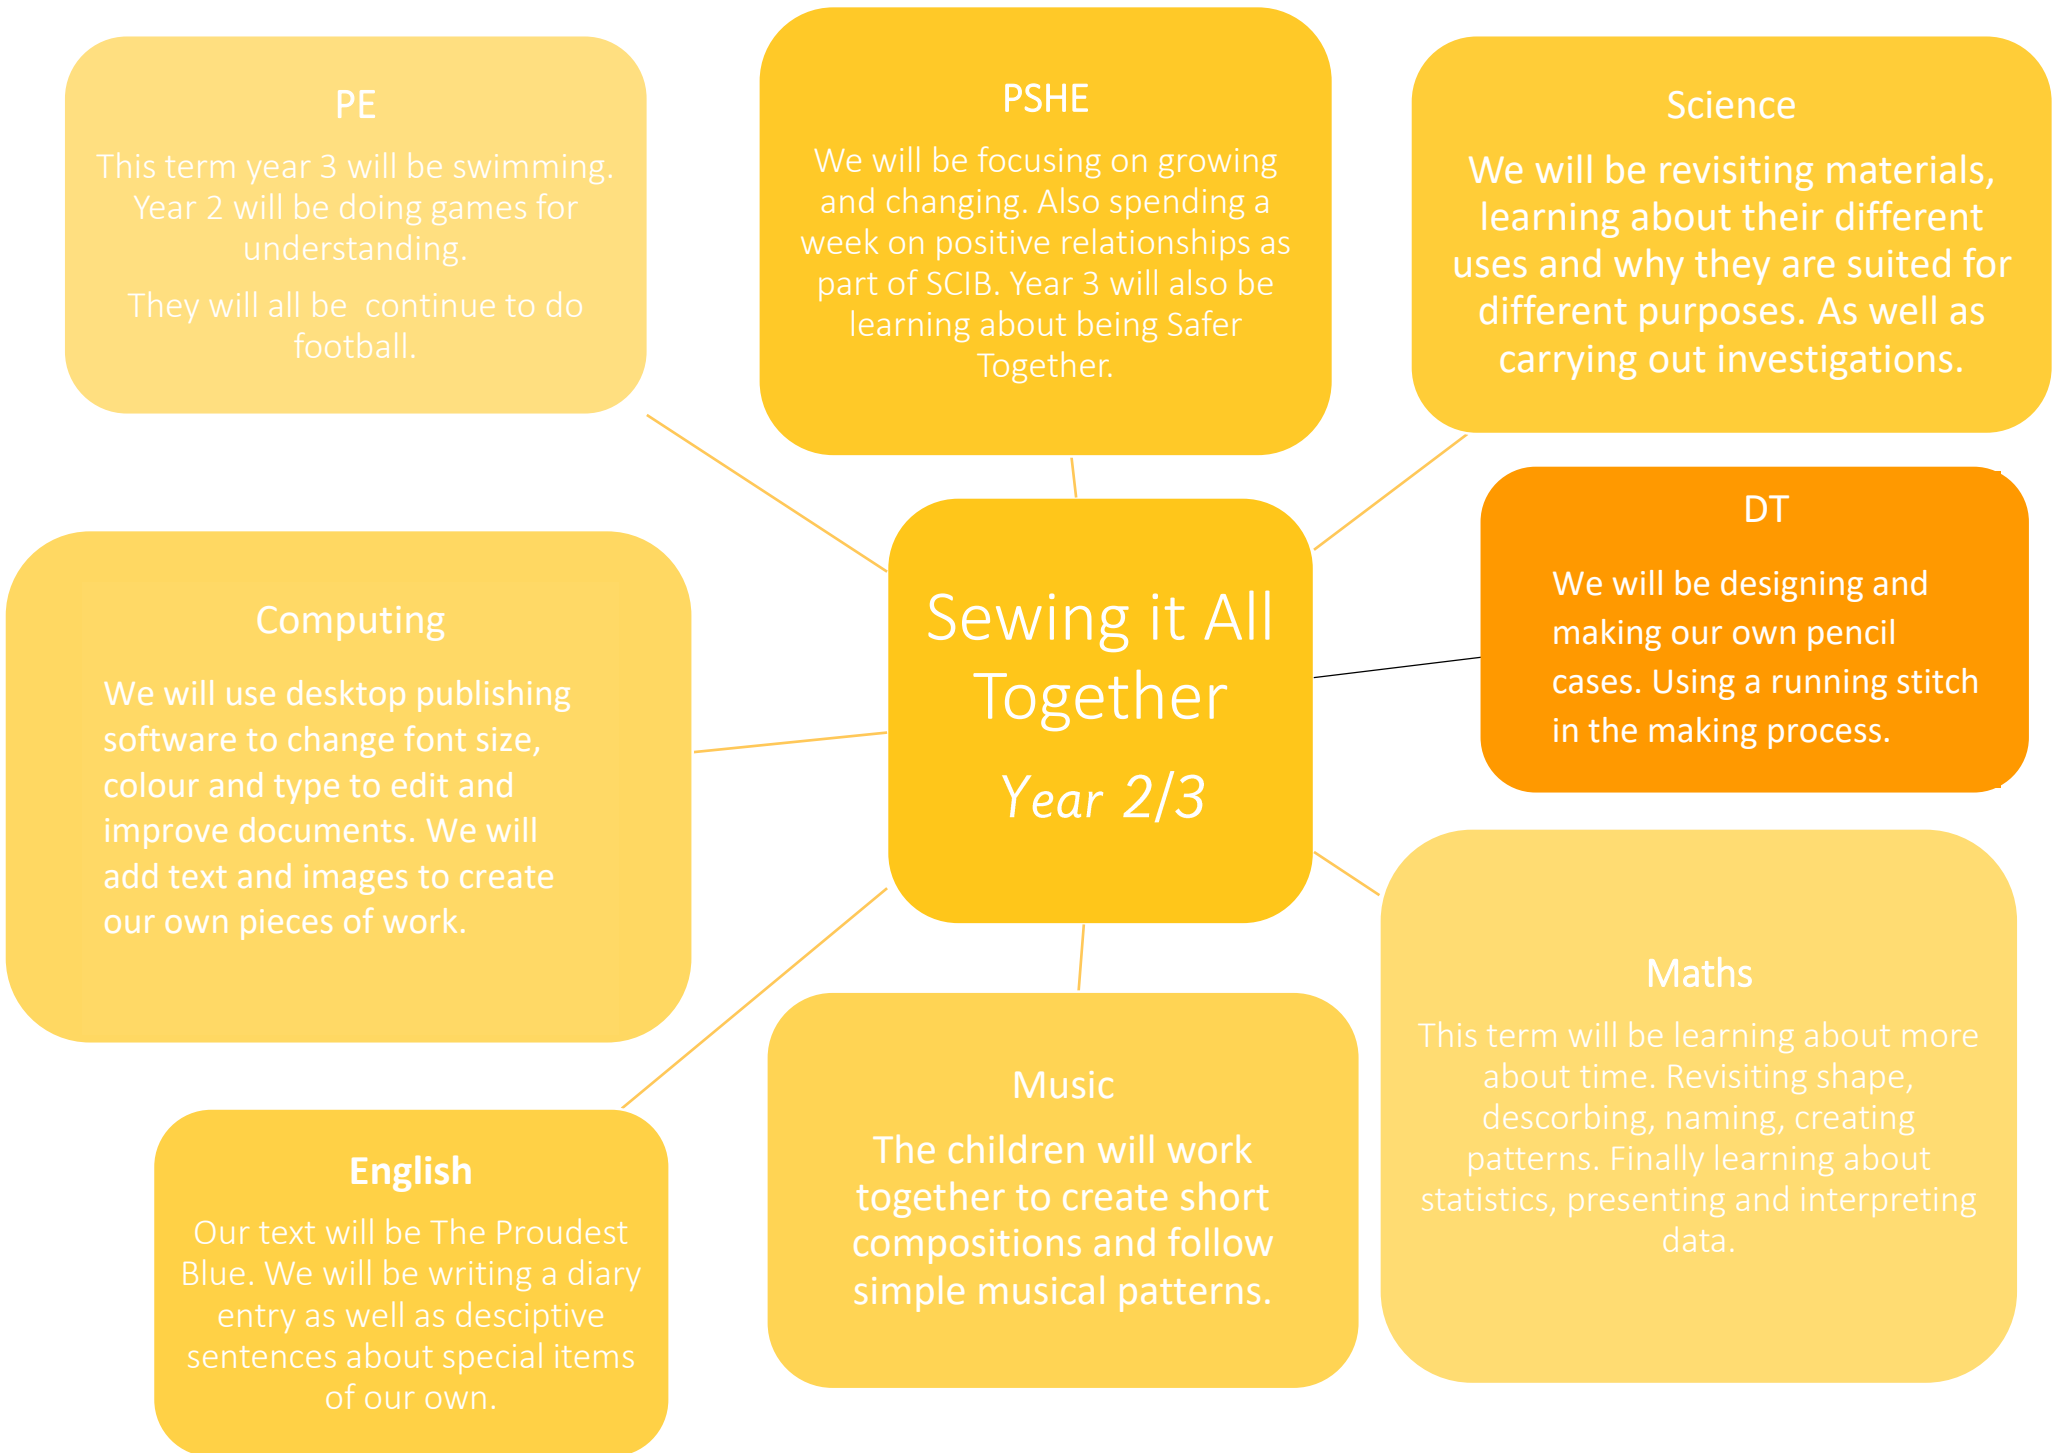 PE
This term year 3 will be swimming.
Year 2 will be doing games for
understanding.
They will all be  continue to do
football.
PSHE
We will be focusing on growing
and changing. Also spending a
week on positive relationships as
part of SCIB. Year 3 will also be
learning about being Safer
Together.
Science
We will be revisiting materials,
learning about their different
uses and why they are suited for
different purposes. As well as
carrying out investigations.
Computing
We will use desktop publishing
software to change font size,
colour and type to edit and
improve documents. We will
add text and images to create
our own pieces of work.
Sewing it All
Together
Year 2/3
DT
We will be designing and
making our own pencil
cases. Using a running stitch
in the making process.
English
Our text will be The Proudest
Blue. We will be writing a diary
entry as well as desciptive
sentences about special items
of our own.
Music
The children will work
together to create short
compositions and follow
simple musical patterns.
Maths
This term will be learning about more
about time. Revisiting shape,
descorbing, naming, creating
patterns. Finally learning about
statistics, presenting and interpreting
data.